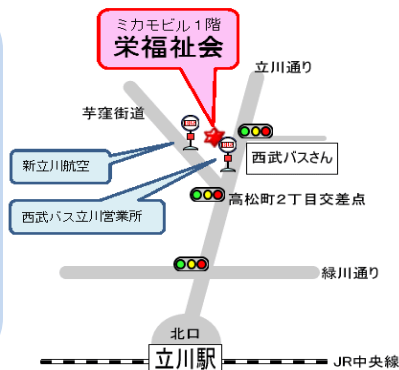 ミカモビル１階
栄福祉会
立川通り
芋窪街道
新立川航空
西武バスさん
西武バス立川営業所
高松町２丁目交差点
緑川通り
北口
立川駅
JR中央線